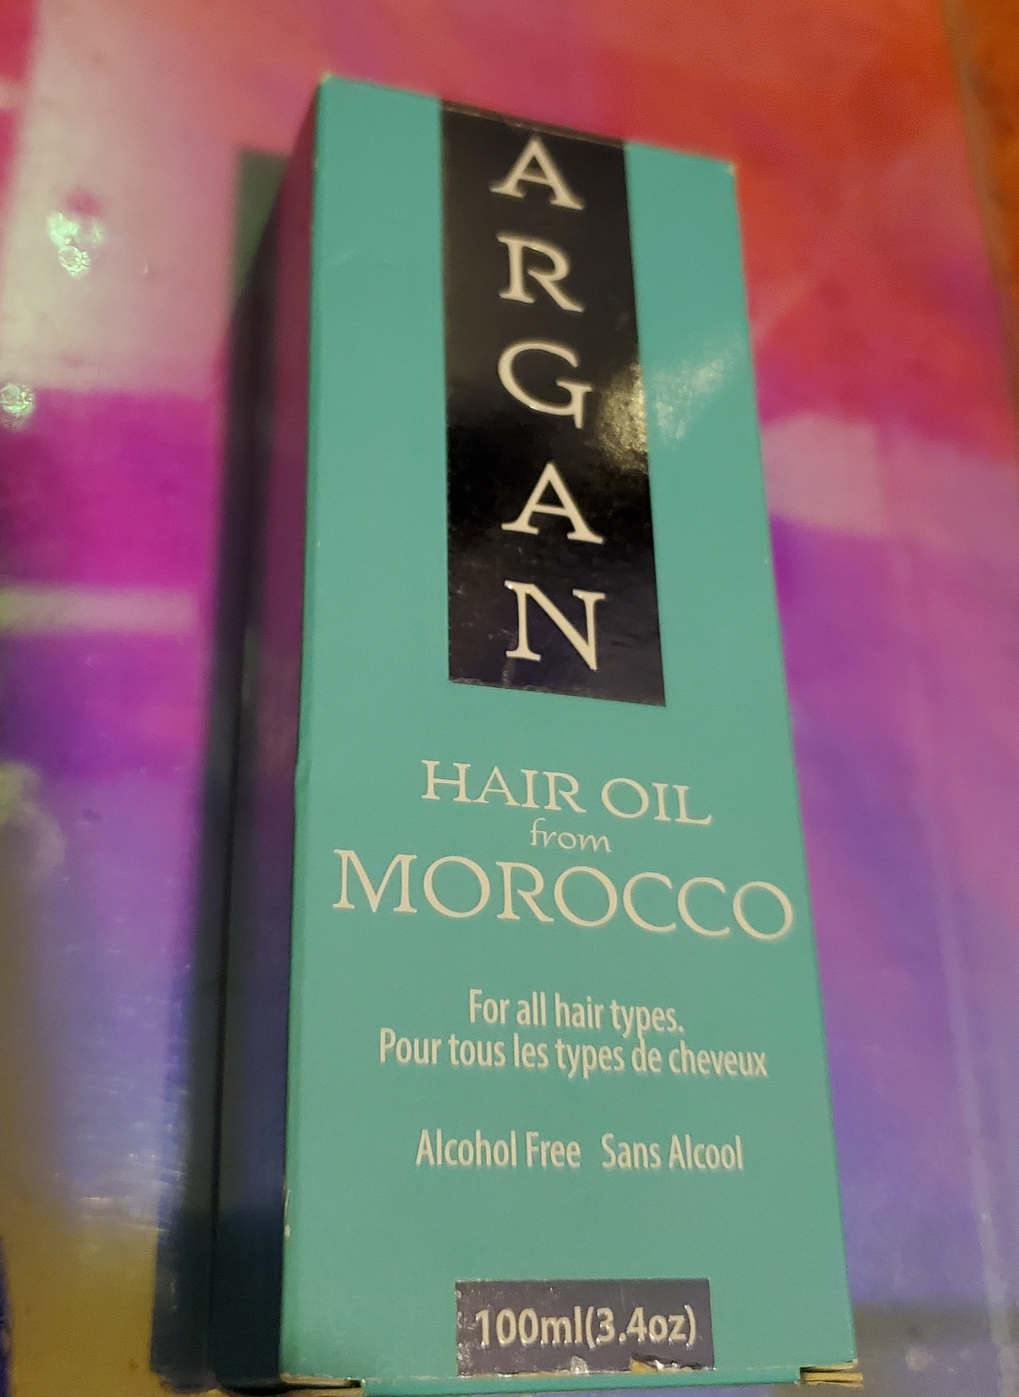 ARGAN
HAIR OIL
from
MOROCCO
For all hair types.
Pour tous les types de cheveux
Alcohol Free Sans Alcool
100ml(3.4oz)